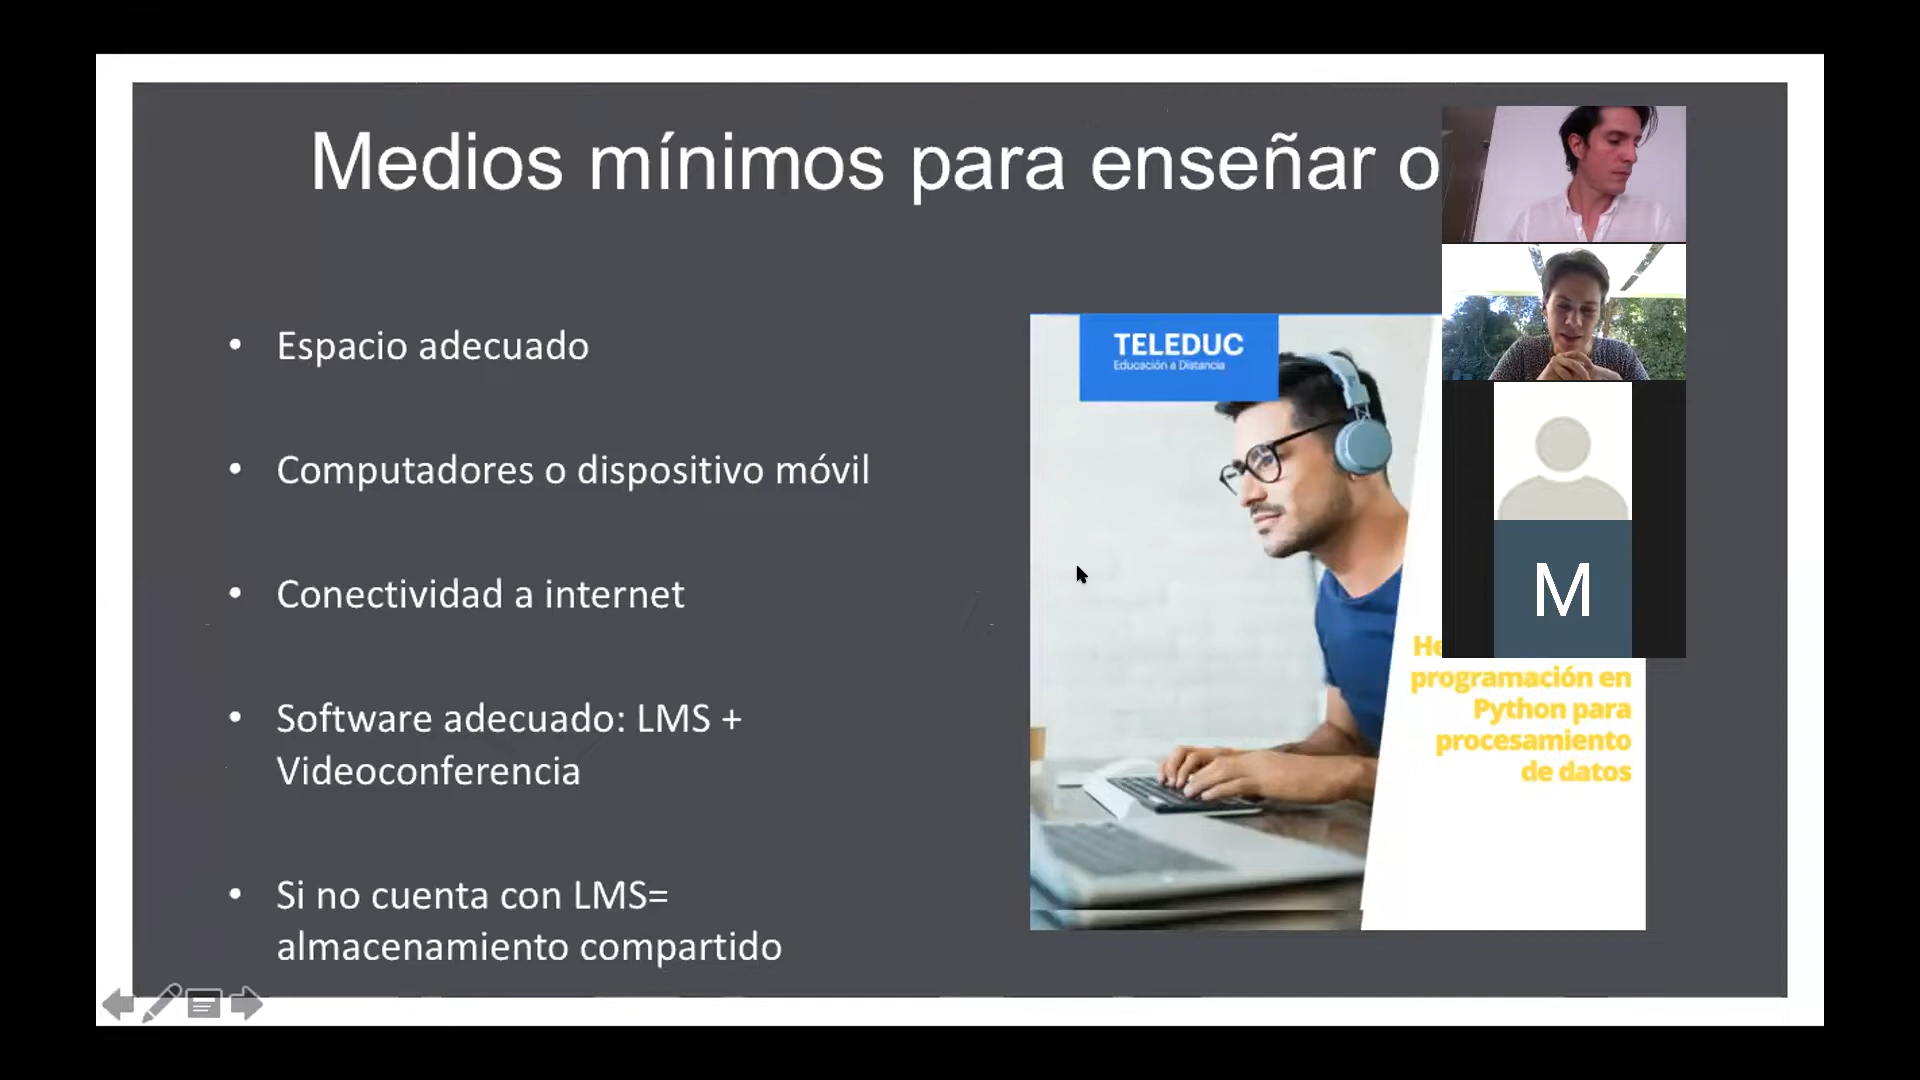 Medios mínimos para enseñar o
Espacio adecuado
Computadores o dispositivo móvil
Conectividad a internet
Software adecuado: LMS +
Videoconferencia
Si no cuenta con LMS=
almacenamiento compartido
TELEDUC
Educación a Distancia
M
He
programación en
Python para
procesamiento
de datos